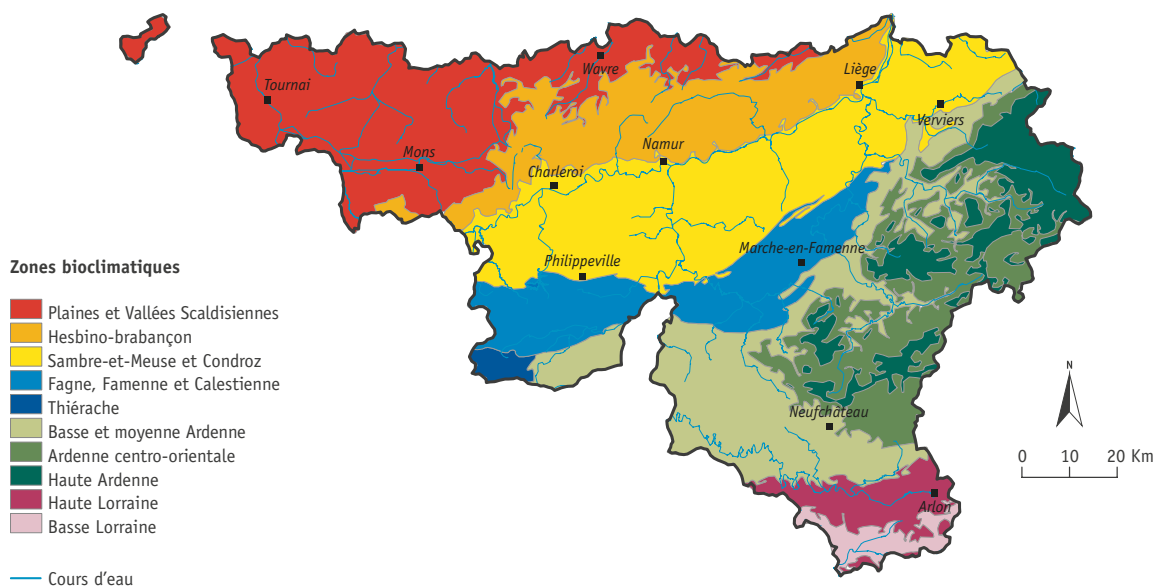 Tournai
Mons
Wavre
Liège
Verviers
Namur
Charleroi
Philippeville
Marche-en-Famenne
Neufchâteau
Arlon
Zones bioclimatiques
Plaines et Vallées Scaldisiennes
Hesbino-brabançon
Sambre-et-Meuse et Condroz
Fagne, Famenne et Calestienne
Thiérache
Basse et moyenne Ardenne
Ardenne centro-orientale
Haute Ardenne
Haute Lorraine
Basse Lorraine
Cours d'eau
N
0 10 20 Km